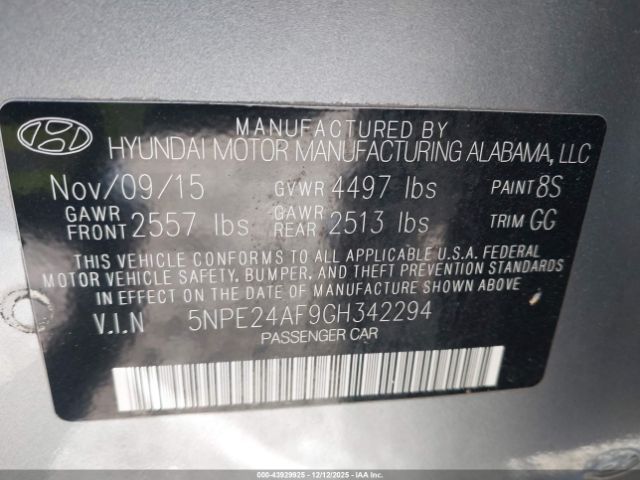 MANUFACTURED BY
HYUNDAI MOTOR MANUFACTURING ALABAMA, LLC
Nov/09/15 GVWR 4497 lbs PAINT 8S
GAWR FRONT 2557 lbs GAWR REAR 2513 lbs TRIM GG
THIS VEHICLE CONFORMS TO ALL APPLICABLE U.S.A. FEDERAL
MOTOR VEHICLE SAFETY, BUMPER, AND THEFT PREVENTION STANDARDS
IN EFFECT ON THE DATE OF MANUFACTURE SHOWN ABOVE.
V.I.N 5NPE24AF9GH342294
PASSENGER CAR
000-43929925 - 12/12/2025 - IAAI.COM